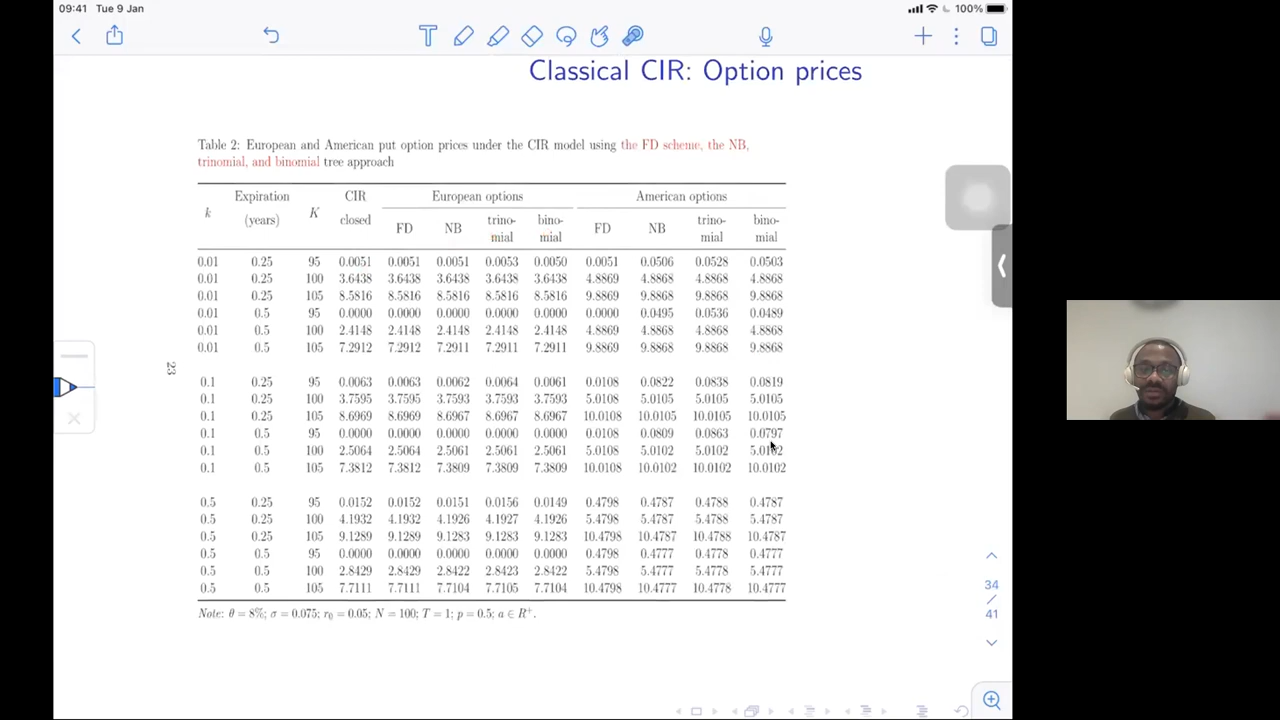 09:41 Tue 9 Jan
100%
T
Classical CIR: Option prices
Table 2: European and American put option prices under the CIR model using the FD scheme, the NB,
trinomial, and binomial tree approach
Expiration CIR European options American options
k (years) K closed FD NB trino- bino- FD NB trino- bino-
mial mial mial mial
0.01 0.25 95 0.0051 0.0051 0.0051 0.0053 0.0050 0.0051 0.0506 0.0528 0.0503
0.01 0.25 100 3.6438 3.6438 3.6438 3.6438 3.6438 4.8869 4.8868 4.8868 4.8868
0.01 0.25 105 8.5816 8.5816 8.5816 8.5816 8.5816 9.8869 9.8868 9.8868 9.8868
0.01 0.5 95 0.0000 0.0000 0.0000 0.0000 0.0000 0.0000 0.0495 0.0536 0.0489
0.01 0.5 100 2.4148 2.4148 2.4148 2.4148 2.4148 4.8869 4.8868 4.8868 4.8868
0.01 0.5 105 7.2912 7.2912 7.2911 7.2911 7.2911 9.8869 9.8868 9.8868 9.8868
23
0.1 0.25 95 0.0063 0.0063 0.0062 0.0064 0.0061 0.0108 0.0822 0.0838 0.0819
0.1 0.25 100 3.7595 3.7595 3.7593 3.7593 3.7593 5.0108 5.0105 5.0105 5.0105
0.1 0.25 105 8.6969 8.6969 8.6967 8.6967 8.6967 10.0108 10.0105 10.0105 10.0105
0.1 0.5 95 0.0000 0.0000 0.0000 0.0000 0.0000 0.0108 0.0809 0.0863 0.0797
0.1 0.5 100 2.5064 2.5064 2.5061 2.5061 2.5061 5.0108 5.0102 5.0102 5.0102
0.1 0.5 105 7.3812 7.3812 7.3809 7.3809 7.3809 10.0108 10.0102 10.0102 10.0102
0.5 0.25 95 0.0152 0.0152 0.0151 0.0156 0.0149 0.4798 0.4787 0.4788 0.4787
0.5 0.25 100 4.1932 4.1932 4.1926 4.1927 4.1926 5.4798 5.4787 5.4788 5.4787
0.5 0.25 105 9.1289 9.1289 9.1283 9.1283 9.1283 10.4798 10.4787 10.4788 10.4787
0.5 0.5 95 0.0000 0.0000 0.0000 0.0000 0.0000 0.4798 0.4777 0.4778 0.4777
0.5 0.5 100 2.8429 2.8429 2.8422 2.8423 2.8422 5.4798 5.4777 5.4778 5.4777
0.5 0.5 105 7.7111 7.7111 7.7104 7.7105 7.7104 10.4798 10.4777 10.4778 10.4777
Note: θ = 8%; σ = 0.075; r₀ = 0.05; N = 100; T = 1; p = 0.5; a ∈ R⁺.
34
/
41